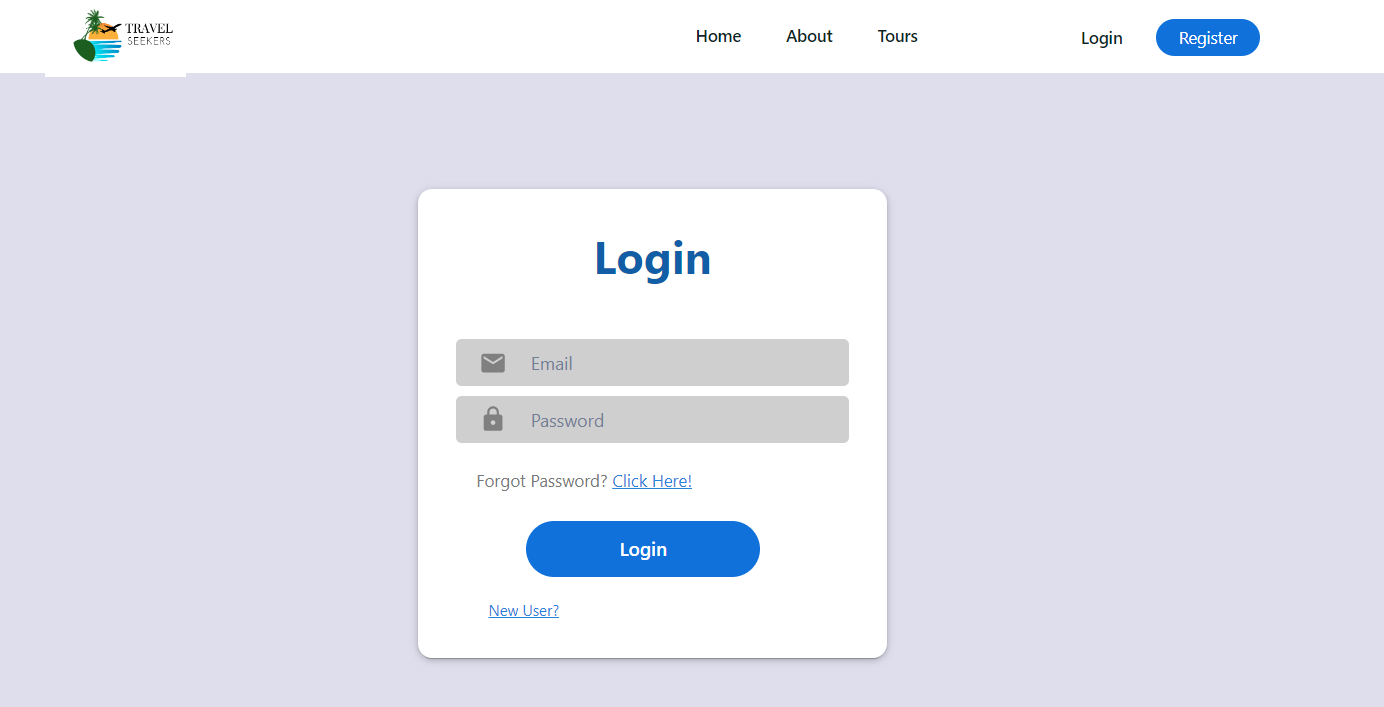 TRAVEL
SEEKERS
Home About Tours Login Register
Login
Email
Password
Forgot Password? Click Here!
Login
New User?